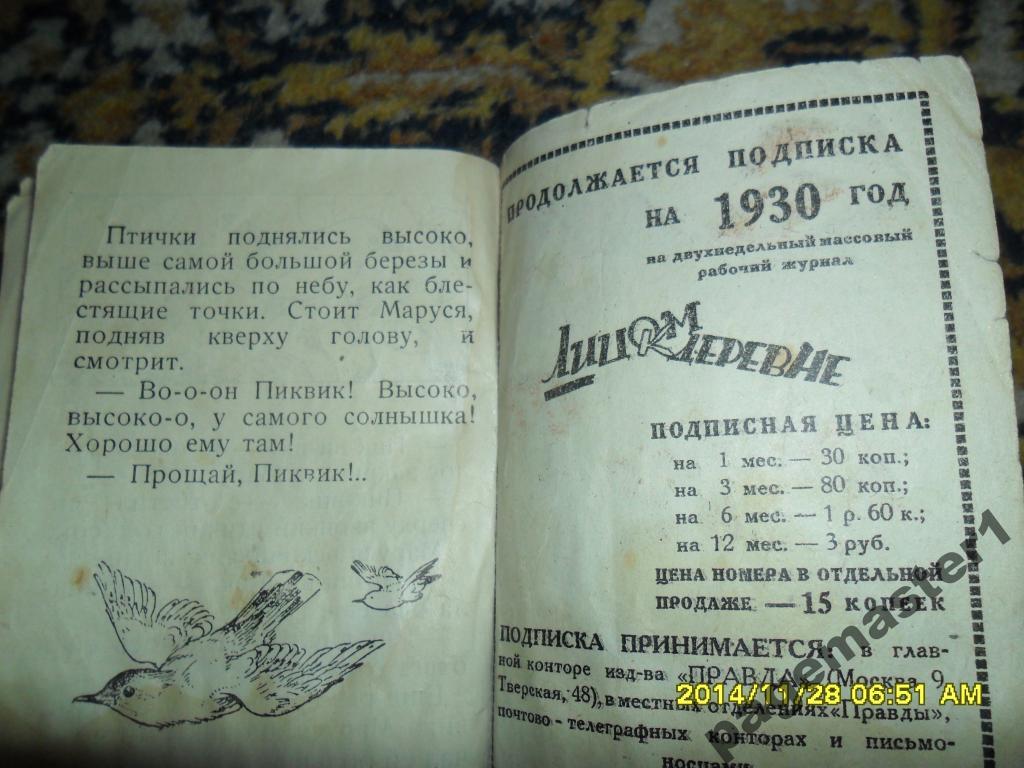 Птички поднялись высоко,
выше самой большой березы и
рассыпались по небу, как бле-
стящие точки. Стоит Маруся,
подняв кверху голову, и
смотрит.
— Во-о-он Пиквик! Высоко,
высоко-о, у самого солнышка!
Хорошо ему там!
— Прощай, Пиквик!..
ПРОДОЛЖАЕТСЯ ПОДПИСКА
НА 1930 ГОД
на двухнедельный массовый
рабочий журнал
ЛИЦОМ К ДЕРЕВНЕ
ПОДПИСНАЯ ЦЕНА:
на 1 мес. — 30 коп.;
на 3 мес. — 80 коп.;
на 6 мес. — 1 р. 60 к.;
на 12 мес. — 3 руб.
ЦЕНА НОМЕРА В ОТДЕЛЬНОЙ
ПРОДАЖЕ — 15 КОПЕЕК
ПОДПИСКА ПРИНИМАЕТСЯ: в глав-
ной конторе изд-ва «ПРАВДА» (Москва 9,
Тверская, 48), в местных отделениях «Правды»,
почтово-телеграфных конторах и письмо-
носцами
2014/11/28 06:51 AM
pagemaster1